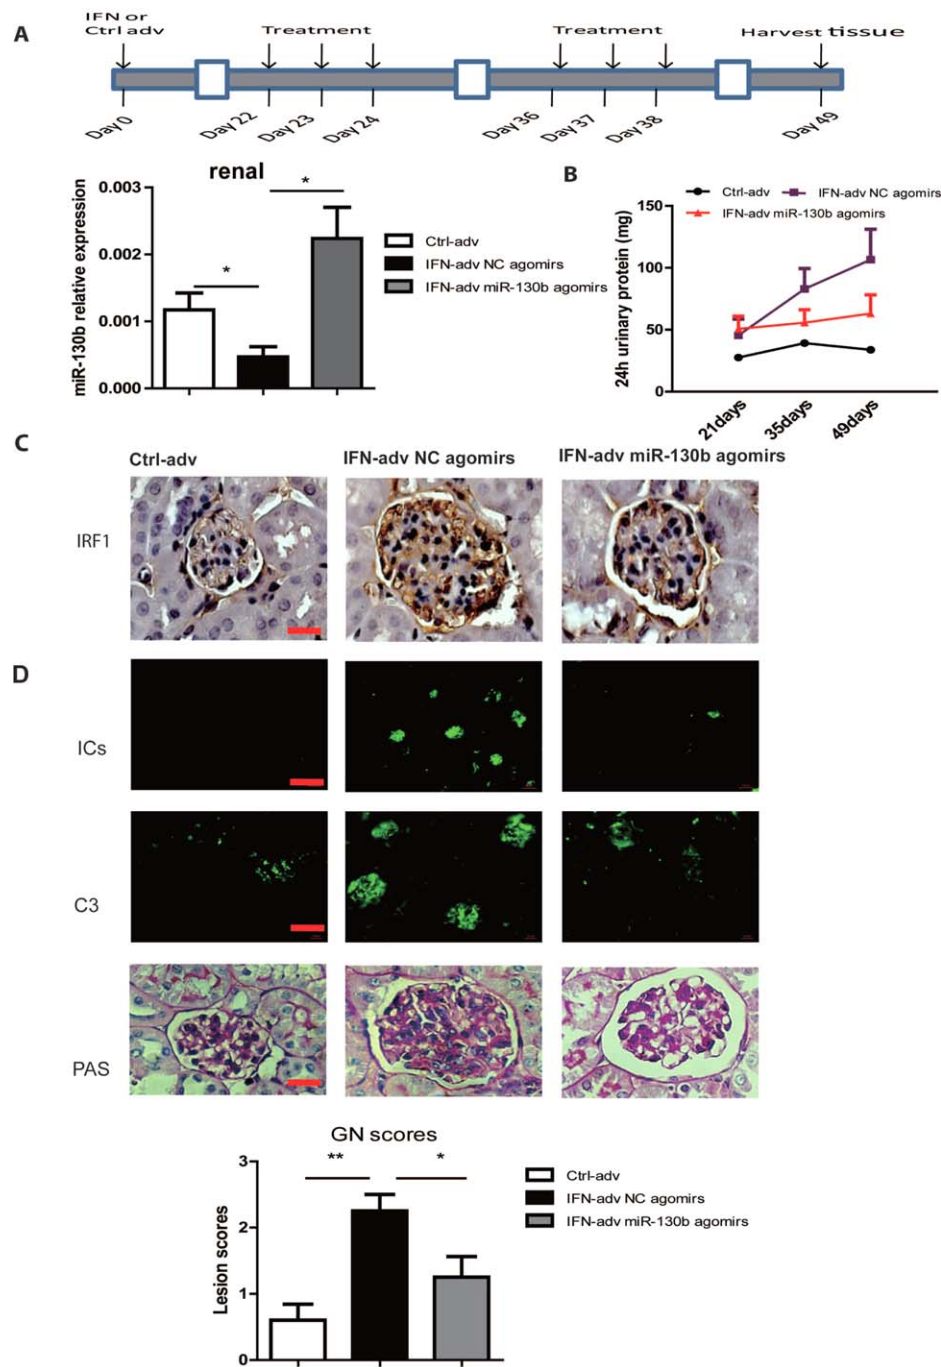 A
IFN or
Ctrl adv
Treatment
Treatment
Harvest tissue
Day 0
Day 22
Day 23
Day 24
Day 36
Day 37
Day 38
Day 49
renal
miR-130b relative expression
0.003
0.002
0.001
0.000
*
*
Ctrl-adv
IFN-adv NC agomirs
IFN-adv miR-130b agomirs
B
Ctrl-adv
IFN-adv NC agomirs
IFN-adv miR-130b agomirs
24h urinary protein (mg)
150
100
50
0
21days
35days
49days
C
Ctrl-adv
IFN-adv NC agomirs
IFN-adv miR-130b agomirs
IRF1
D
ICs
C3
PAS
GN scores
Lesion scores
3
2
1
0
**
*
Ctrl-adv
IFN-adv NC agomirs
IFN-adv miR-130b agomirs